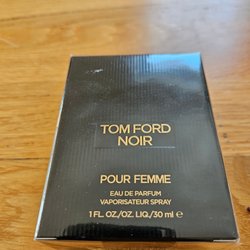 TOM FORD
NOIR
POUR FEMME
EAU DE PARFUM
VAPORISATEUR SPRAY
1 FL. OZ./OZ. LIQ./30 ml ℮